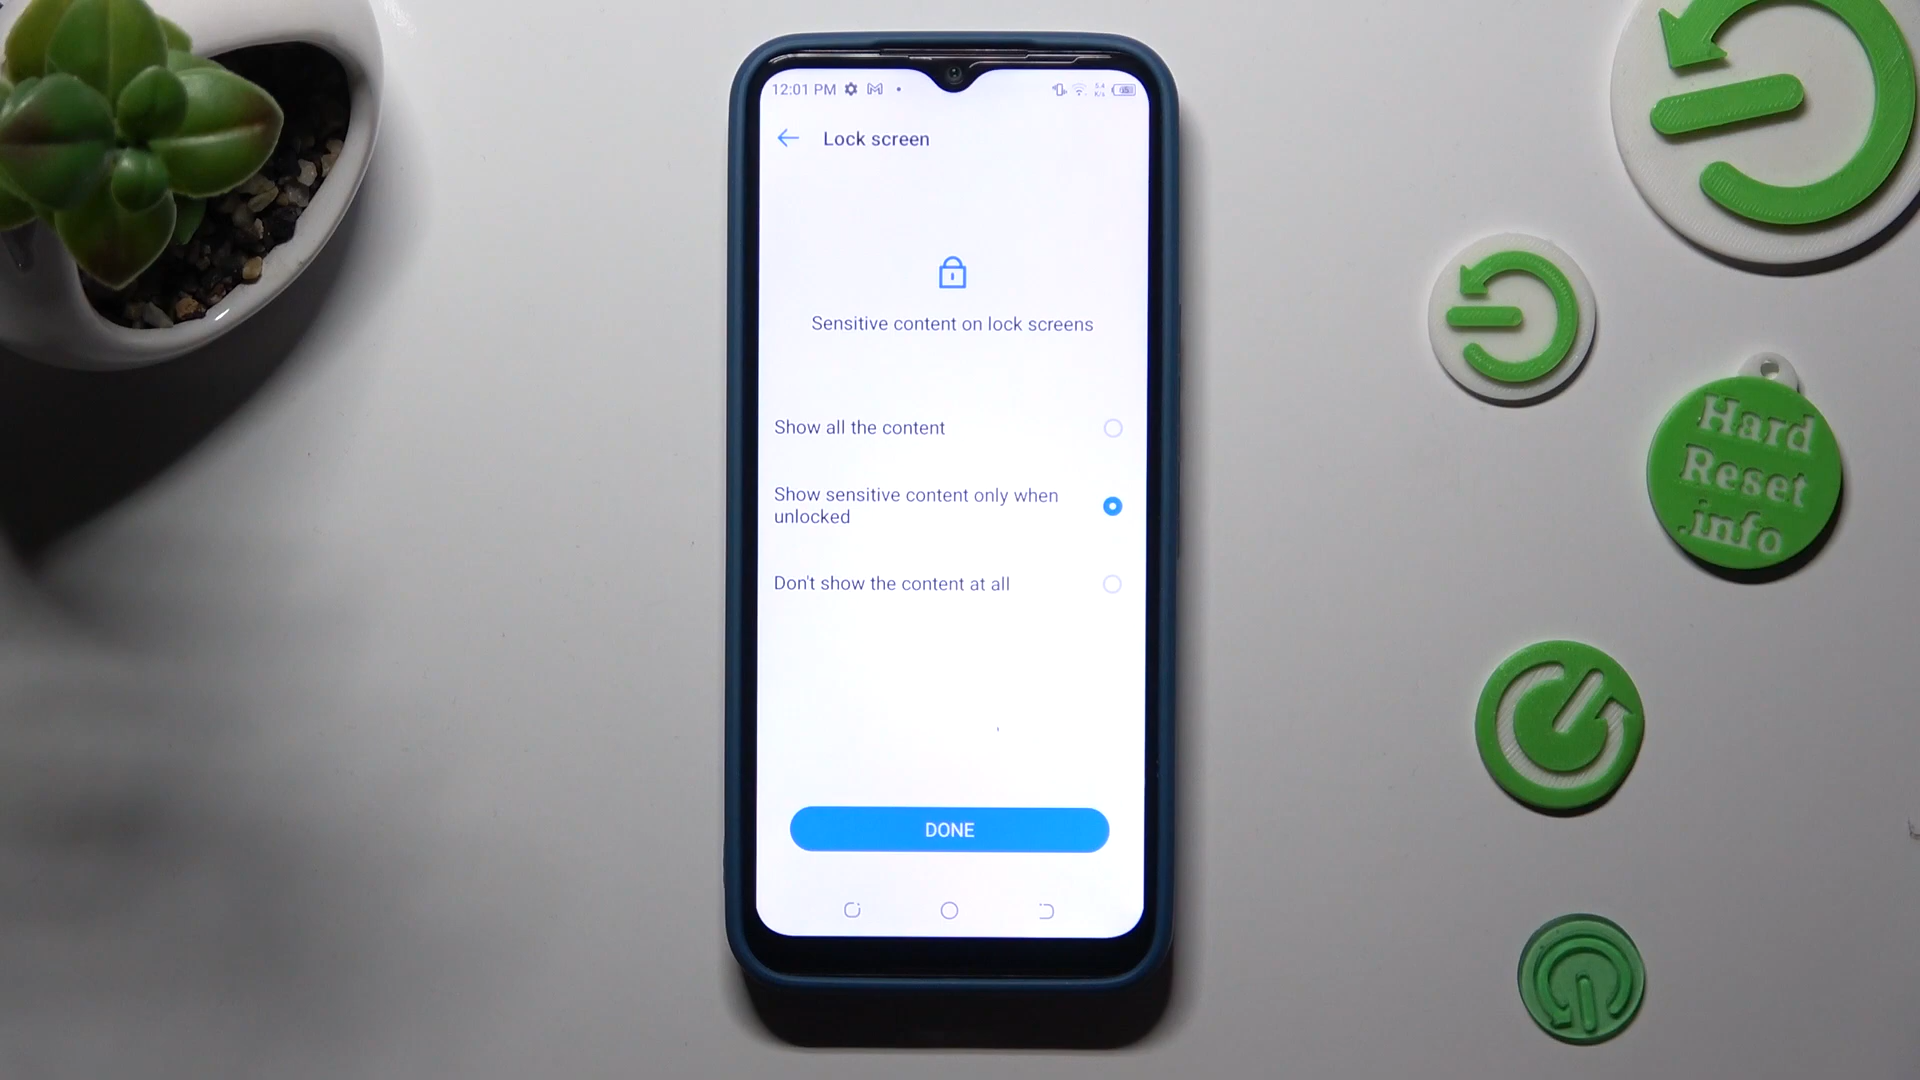 12:01 PM
Lock screen
Sensitive content on lock screens
Show all the content
Show sensitive content only when
unlocked
Don't show the content at all
DONE
Hard
Reset
.info